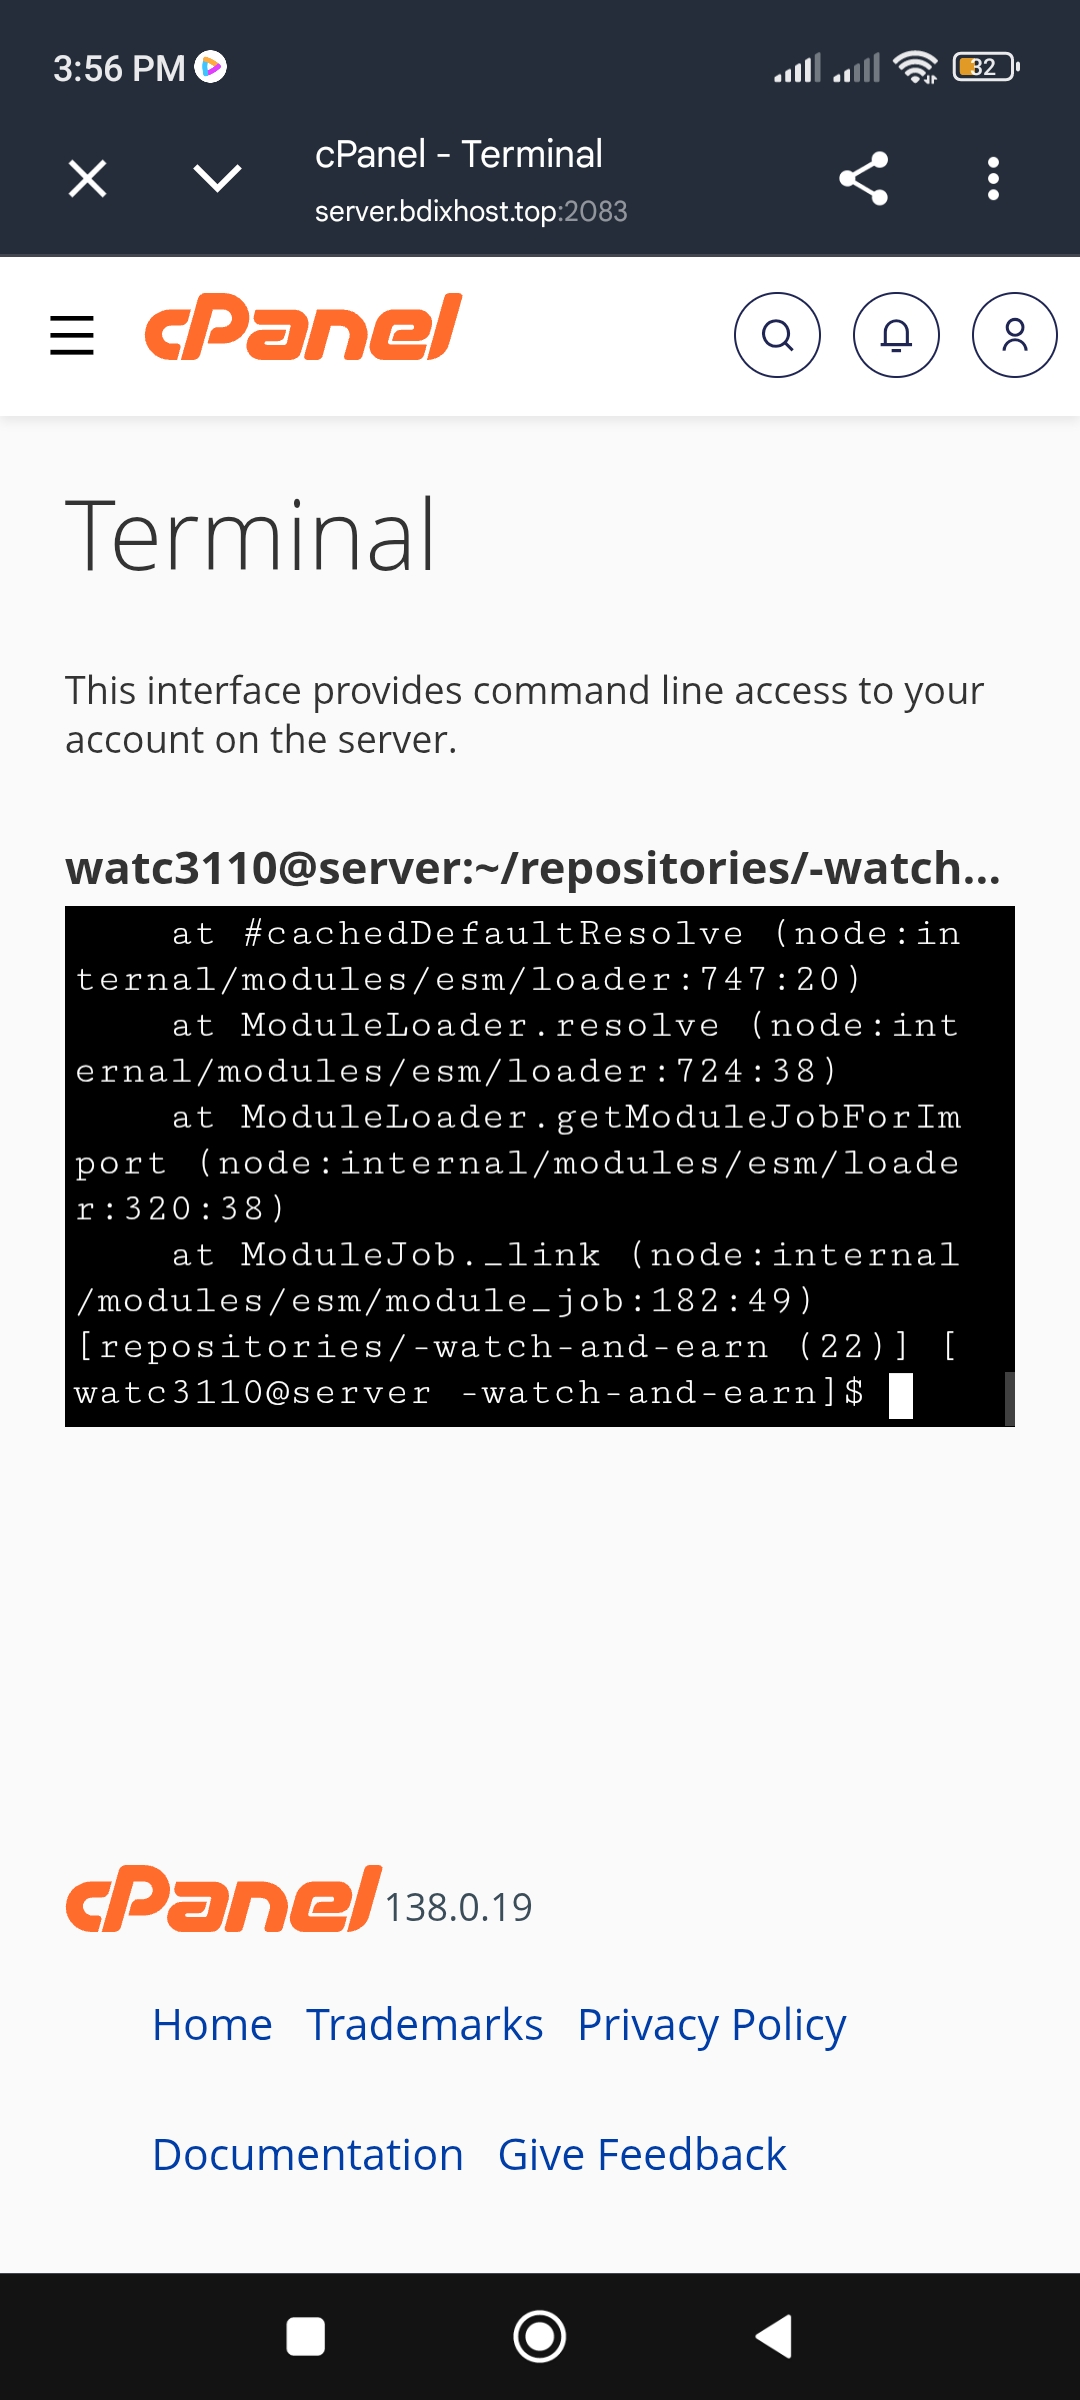 3:56 PM
32
cPanel - Terminal
server.bdixhost.top:2083
cPanel
Terminal
This interface provides command line access to your
account on the server.
watc3110@server:~/repositories/-watch...
    at #cachedDefaultResolve (node:in
ternal/modules/esm/loader:747:20)
    at ModuleLoader.resolve (node:int
ernal/modules/esm/loader:724:38)
    at ModuleLoader.getModuleJobForIm
port (node:internal/modules/esm/loade
r:320:38)
    at ModuleJob._link (node:internal
/modules/esm/module_job:182:49)
[repositories/-watch-and-earn (22)] [
watc3110@server -watch-and-earn]$
cPanel 138.0.19
Home Trademarks Privacy Policy
Documentation Give Feedback